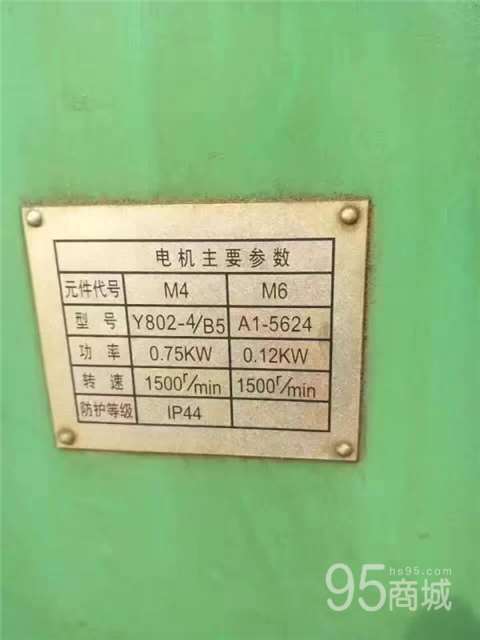 电机主要参数
元件代号 M4 M6
型号 Y802-4/B5 A1-5624
功率 0.75KW 0.12KW
转速 1500r/min 1500r/min
防护等级 IP44
hs95.com
95商城